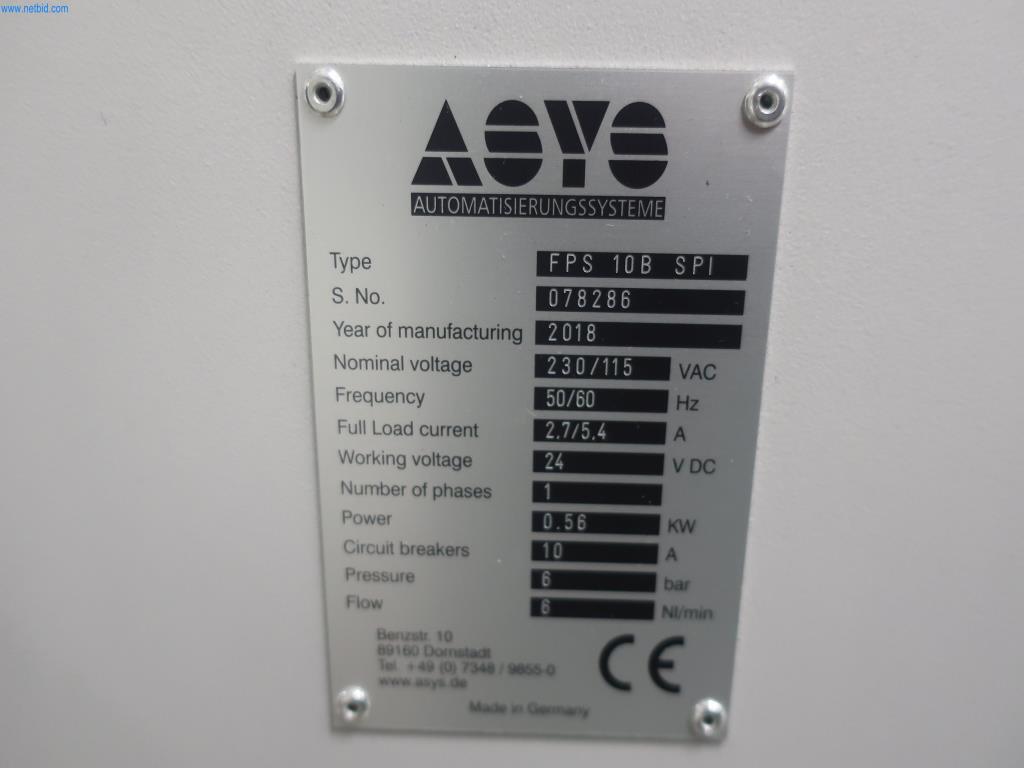 www.netbid.com
ASYS
AUTOMATISIERUNGSSYSTEME
Type FPS 10B SPI
S. No. 078286
Year of manufacturing 2018
Nominal voltage 230/115 VAC
Frequency 50/60 Hz
Full Load current 2.7/5.4 A
Working voltage 24 V DC
Number of phases 1
Power 0.56 KW
Circuit breakers 10 A
Pressure 6 bar
Flow 6 Nl/min
Benzstr. 10
89160 Dornstadt
Tel. +49 (0) 7348 / 9855-0
www.asys.de
CE
Made in Germany